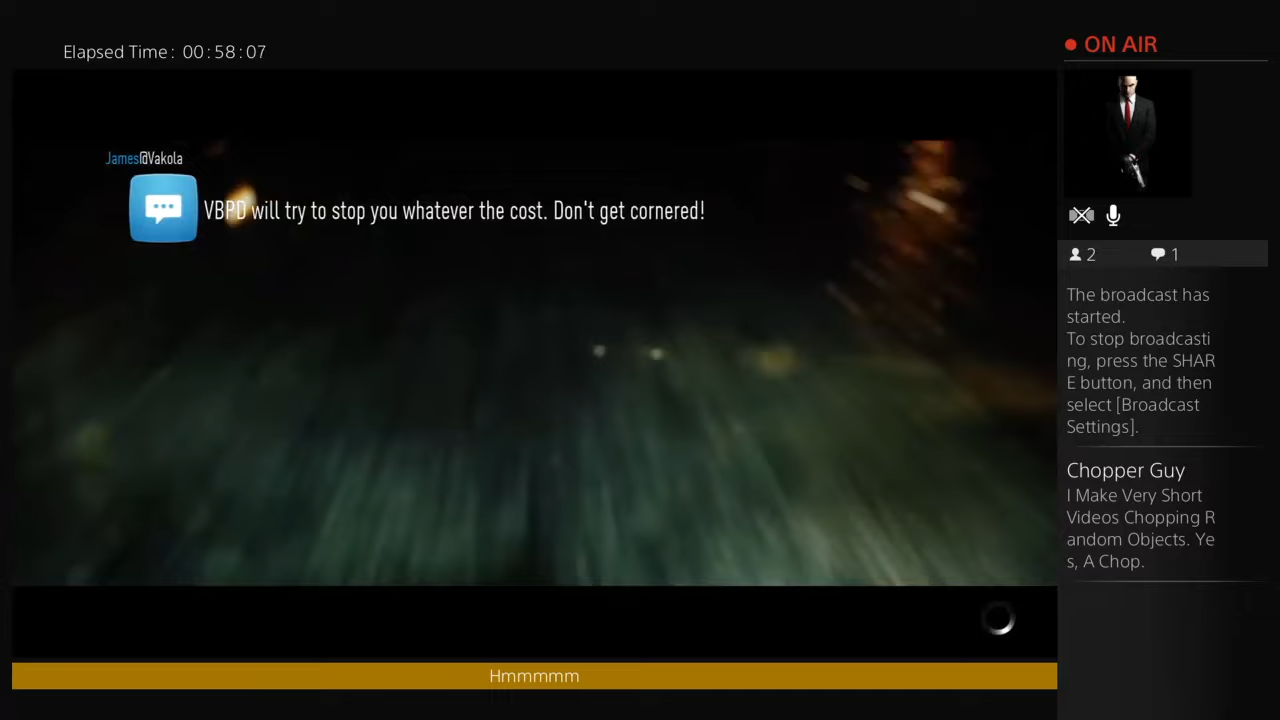 Elapsed Time: 00:58:07
ON AIR
James@Vakola
VBPD will try to stop you whatever the cost. Don't get cornered!
2
1
The broadcast has
started.
To stop broadcasti
ng, press the SHAR
E button, and then
select [Broadcast
Settings].
Chopper Guy
I Make Very Short
Videos Chopping R
andom Objects. Ye
s, A Chop.
Hmmmmm